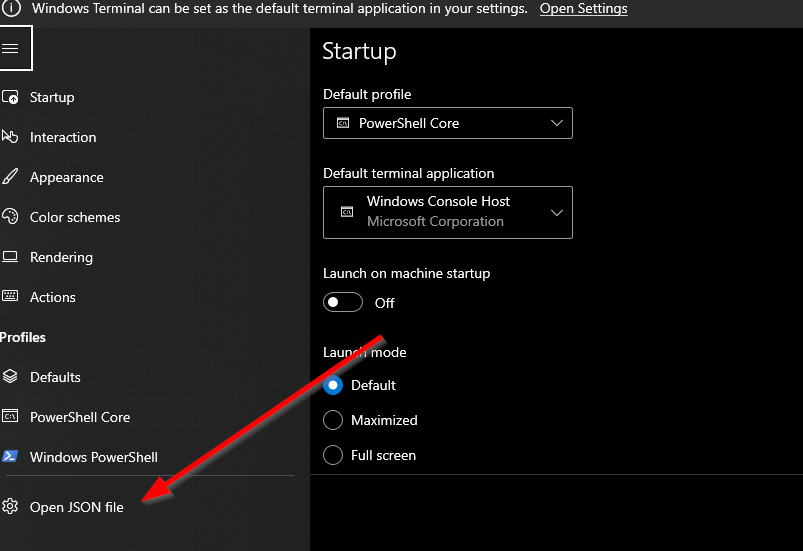 Windows Terminal can be set as the default terminal application in your settings. Open Settings
Startup
Interaction
Appearance
Color schemes
Rendering
Actions
Profiles
Defaults
PowerShell Core
Windows PowerShell
Open JSON file
Startup
Default profile
PowerShell Core
Default terminal application
Windows Console Host
Microsoft Corporation
Launch on machine startup
Off
Launch mode
Default
Maximized
Full screen